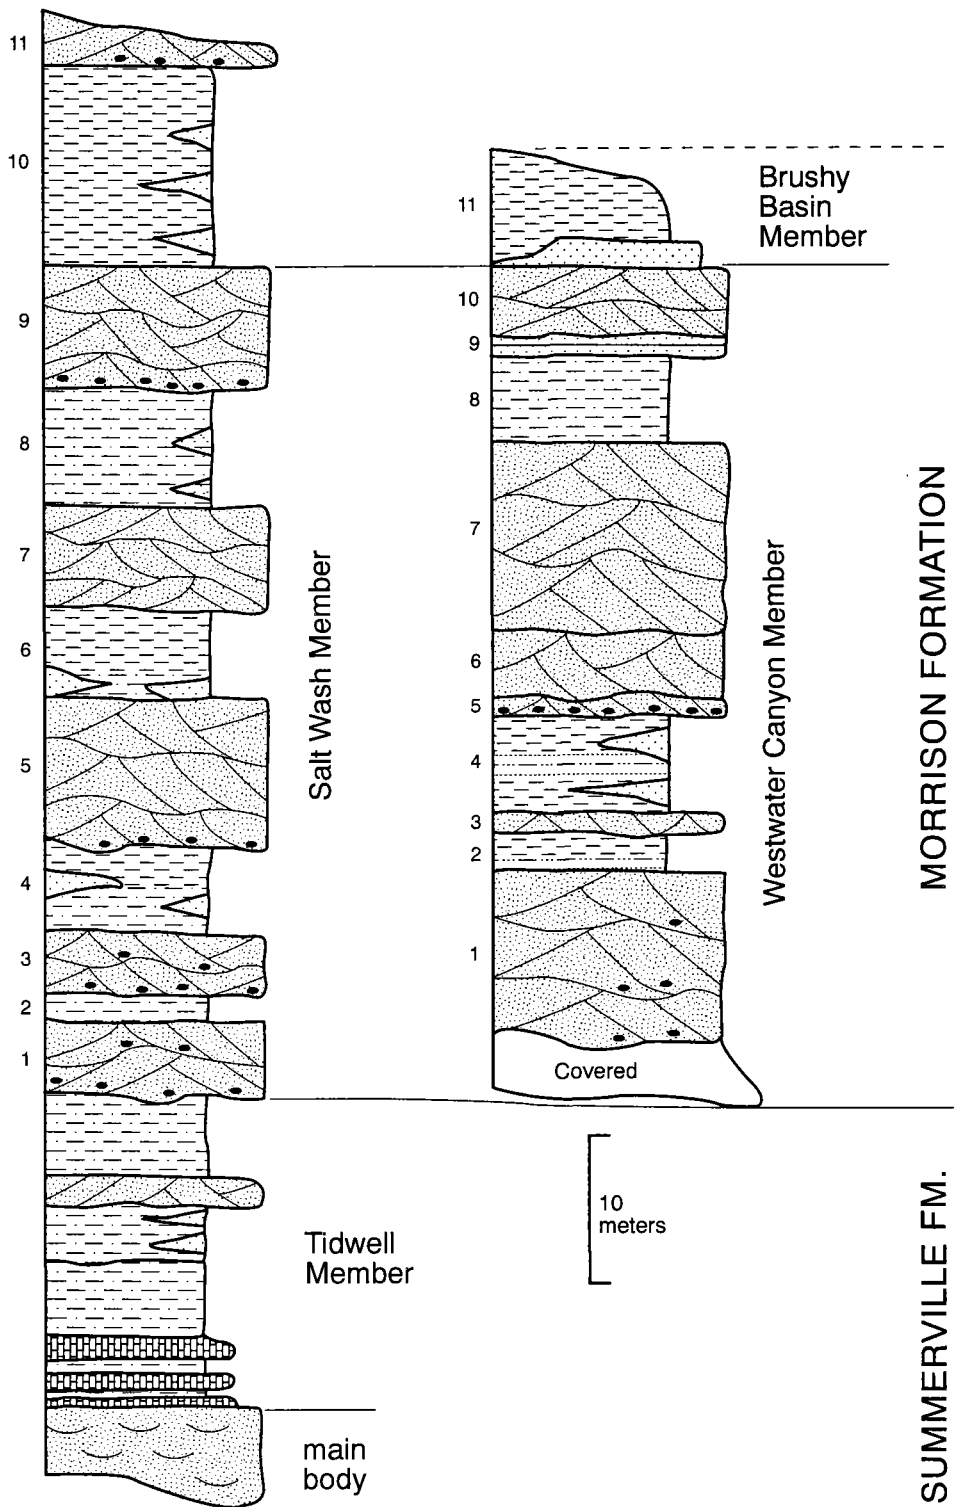 11
10
9
8
7
6
5
4
3
2
1
Salt Wash Member
Tidwell
Member
main
body
11
10
9
8
7
6
5
4
3
2
1
Covered
Brushy
Basin
Member
Westwater Canyon Member
10
meters
MORRISON FORMATION
SUMMERVILLE FM.